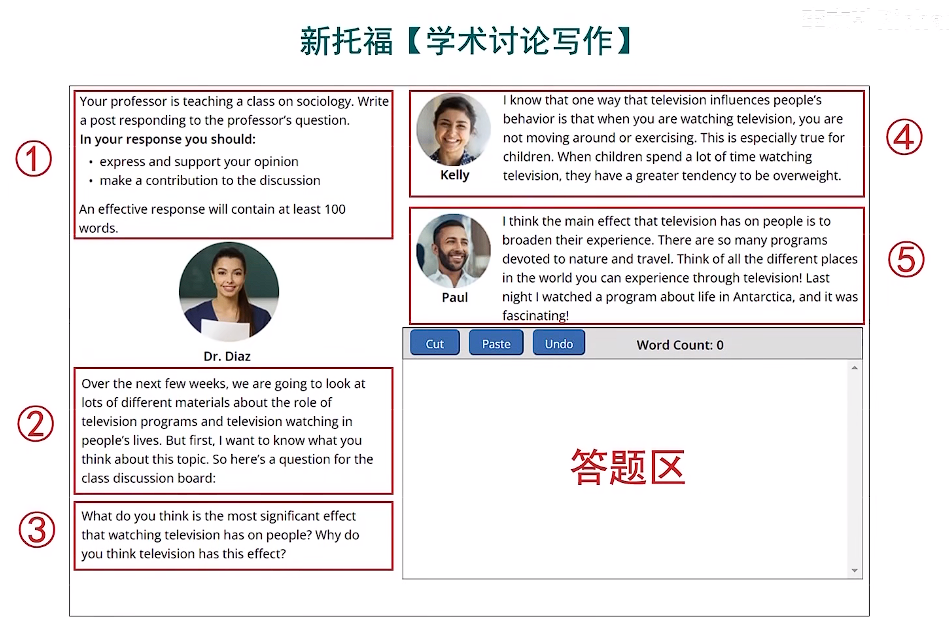 新托福【学术讨论写作】
①
Your professor is teaching a class on sociology. Write
a post responding to the professor's question.
In your response you should:
• express and support your opinion
• make a contribution to the discussion
An effective response will contain at least 100
words.
Dr. Diaz
②
Over the next few weeks, we are going to look at
lots of different materials about the role of
television programs and television watching in
people's lives. But first, I want to know what you
think about this topic. So here's a question for the
class discussion board:
③
What do you think is the most significant effect
that watching television has on people? Why do
you think television has this effect?
Kelly
I know that one way that television influences people's
behavior is that when you are watching television, you are
not moving around or exercising. This is especially true for
children. When children spend a lot of time watching
television, they have a greater tendency to be overweight.
④
Paul
I think the main effect that television has on people is to
broaden their experience. There are so many programs
devoted to nature and travel. Think of all the different places
in the world you can experience through television! Last
night I watched a program about life in Antarctica, and it was
fascinating!
⑤
Cut Paste Undo Word Count: 0
答题区